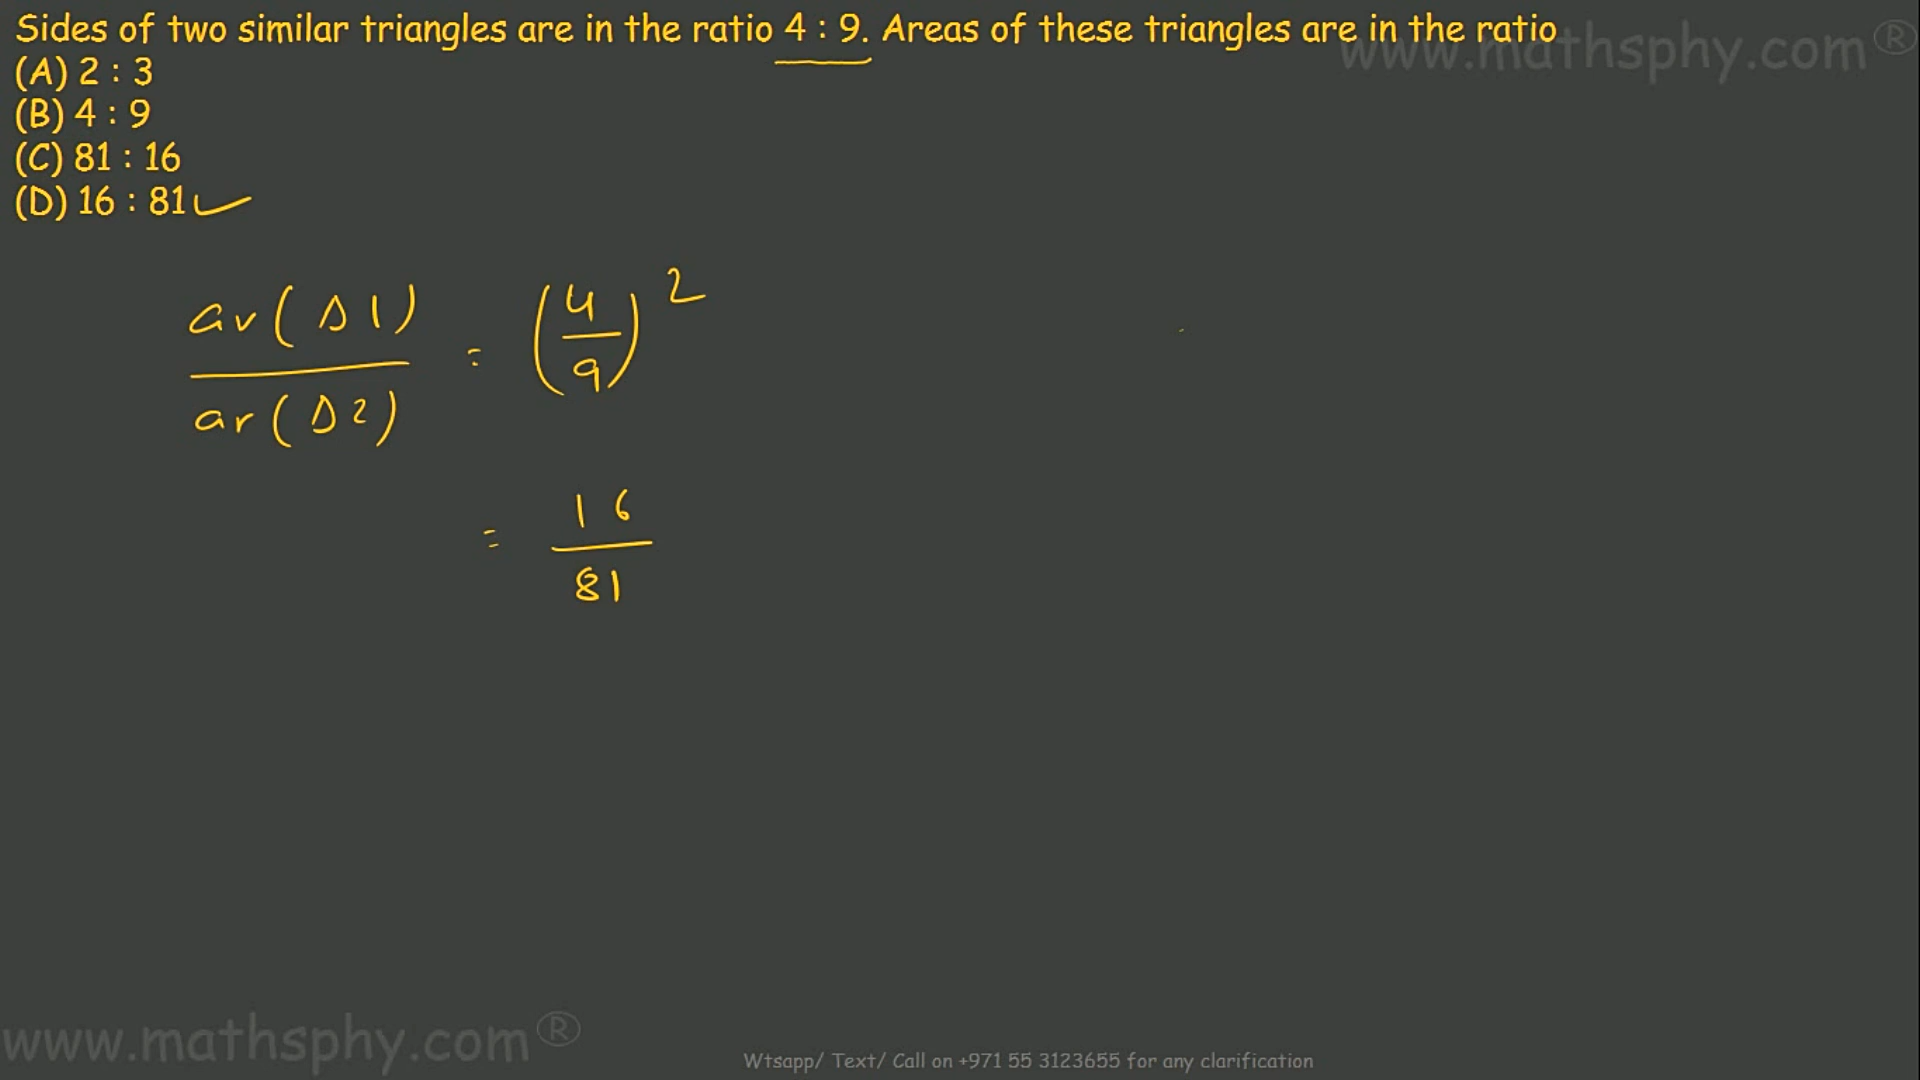 Sides of two similar triangles are in the ratio 4 : 9. Areas of these triangles are in the ratio
www.mathsphy.com®
(A) 2 : 3
(B) 4 : 9
(C) 81 : 16
(D) 16 : 81 ✓
ar(Δ1)
ar(Δ2)
= (4/9)²
= 16/81
www.mathsphy.com®
Wtsapp/ Text/ Call on +971 55 3123655 for any clarification